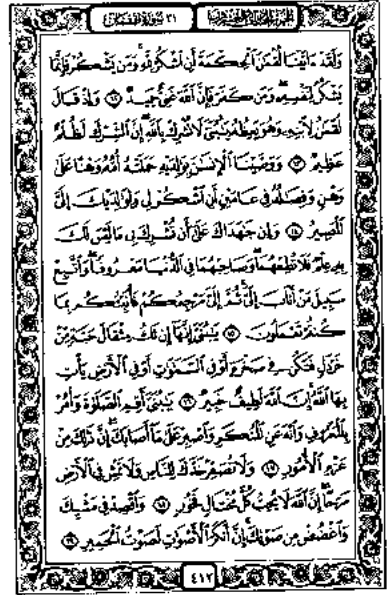 الجزء الحادي والعشرون ٣١ سورة لقمان
وَلَقَدْ ءَاتَيْنَا لُقْمَٰنَ ٱلْحِكْمَةَ أَنِ ٱشْكُرْ لِلَّهِ وَمَن يَشْكُرْ فَإِنَّمَا
يَشْكُرُ لِنَفْسِهِۦ وَمَن كَفَرَ فَإِنَّ ٱللَّهَ غَنِىٌّ حَمِيدٌ ١٢ وَإِذْ قَالَ
لُقْمَٰنُ لِٱبْنِهِۦ وَهُوَ يَعِظُهُۥ يَٰبُنَىَّ لَا تُشْرِكْ بِٱللَّهِ إِنَّ ٱلشِّرْكَ لَظُلْمٌ
عَظِيمٌ ١٣ وَوَصَّيْنَا ٱلْإِنسَٰنَ بِوَٰلِدَيْهِ حَمَلَتْهُ أُمُّهُۥ وَهْنًا عَلَىٰ
وَهْنٍ وَفِصَٰلُهُۥ فِى عَامَيْنِ أَنِ ٱشْكُرْ لِى وَلِوَٰلِدَيْكَ إِلَىَّ
ٱلْمَصِيرُ ١٤ وَإِن جَٰهَدَاكَ عَلَىٰٓ أَن تُشْرِكَ بِى مَا لَيْسَ لَكَ
بِهِۦ عِلْمٌ فَلَا تُطِعْهُمَا وَصَاحِبْهُمَا فِى ٱلدُّنْيَا مَعْرُوفًا وَٱتَّبِعْ
سَبِيلَ مَنْ أَنَابَ إِلَىَّ ثُمَّ إِلَىَّ مَرْجِعُكُمْ فَأُنَبِّئُكُم بِمَا
كُنتُمْ تَعْمَلُونَ ١٥ يَٰبُنَىَّ إِنَّهَآ إِن تَكُ مِثْقَالَ حَبَّةٍ مِّنْ
خَرْدَلٍ فَتَكُن فِى صَخْرَةٍ أَوْ فِى ٱلسَّمَٰوَٰتِ أَوْ فِى ٱلْأَرْضِ يَأْتِ
بِهَا ٱللَّهُ إِنَّ ٱللَّهَ لَطِيفٌ خَبِيرٌ ١٦ يَٰبُنَىَّ أَقِمِ ٱلصَّلَوٰةَ وَأْمُرْ
بِٱلْمَعْرُوفِ وَٱنْهَ عَنِ ٱلْمُنكَرِ وَٱصْبِرْ عَلَىٰ مَآ أَصَابَكَ إِنَّ ذَٰلِكَ مِنْ
عَزْمِ ٱلْأُمُورِ ١٧ وَلَا تُصَعِّرْ خَدَّكَ لِلنَّاسِ وَلَا تَمْشِ فِى ٱلْأَرْضِ
مَرَحًا إِنَّ ٱللَّهَ لَا يُحِبُّ كُلَّ مُخْتَالٍ فَخُورٍ ١٨ وَٱقْصِدْ فِى مَشْيِكَ
وَٱغْضُضْ مِن صَوْتِكَ إِنَّ أَنكَرَ ٱلْأَصْوَٰتِ لَصَوْتُ ٱلْحَمِيرِ ١٩
٤١٢